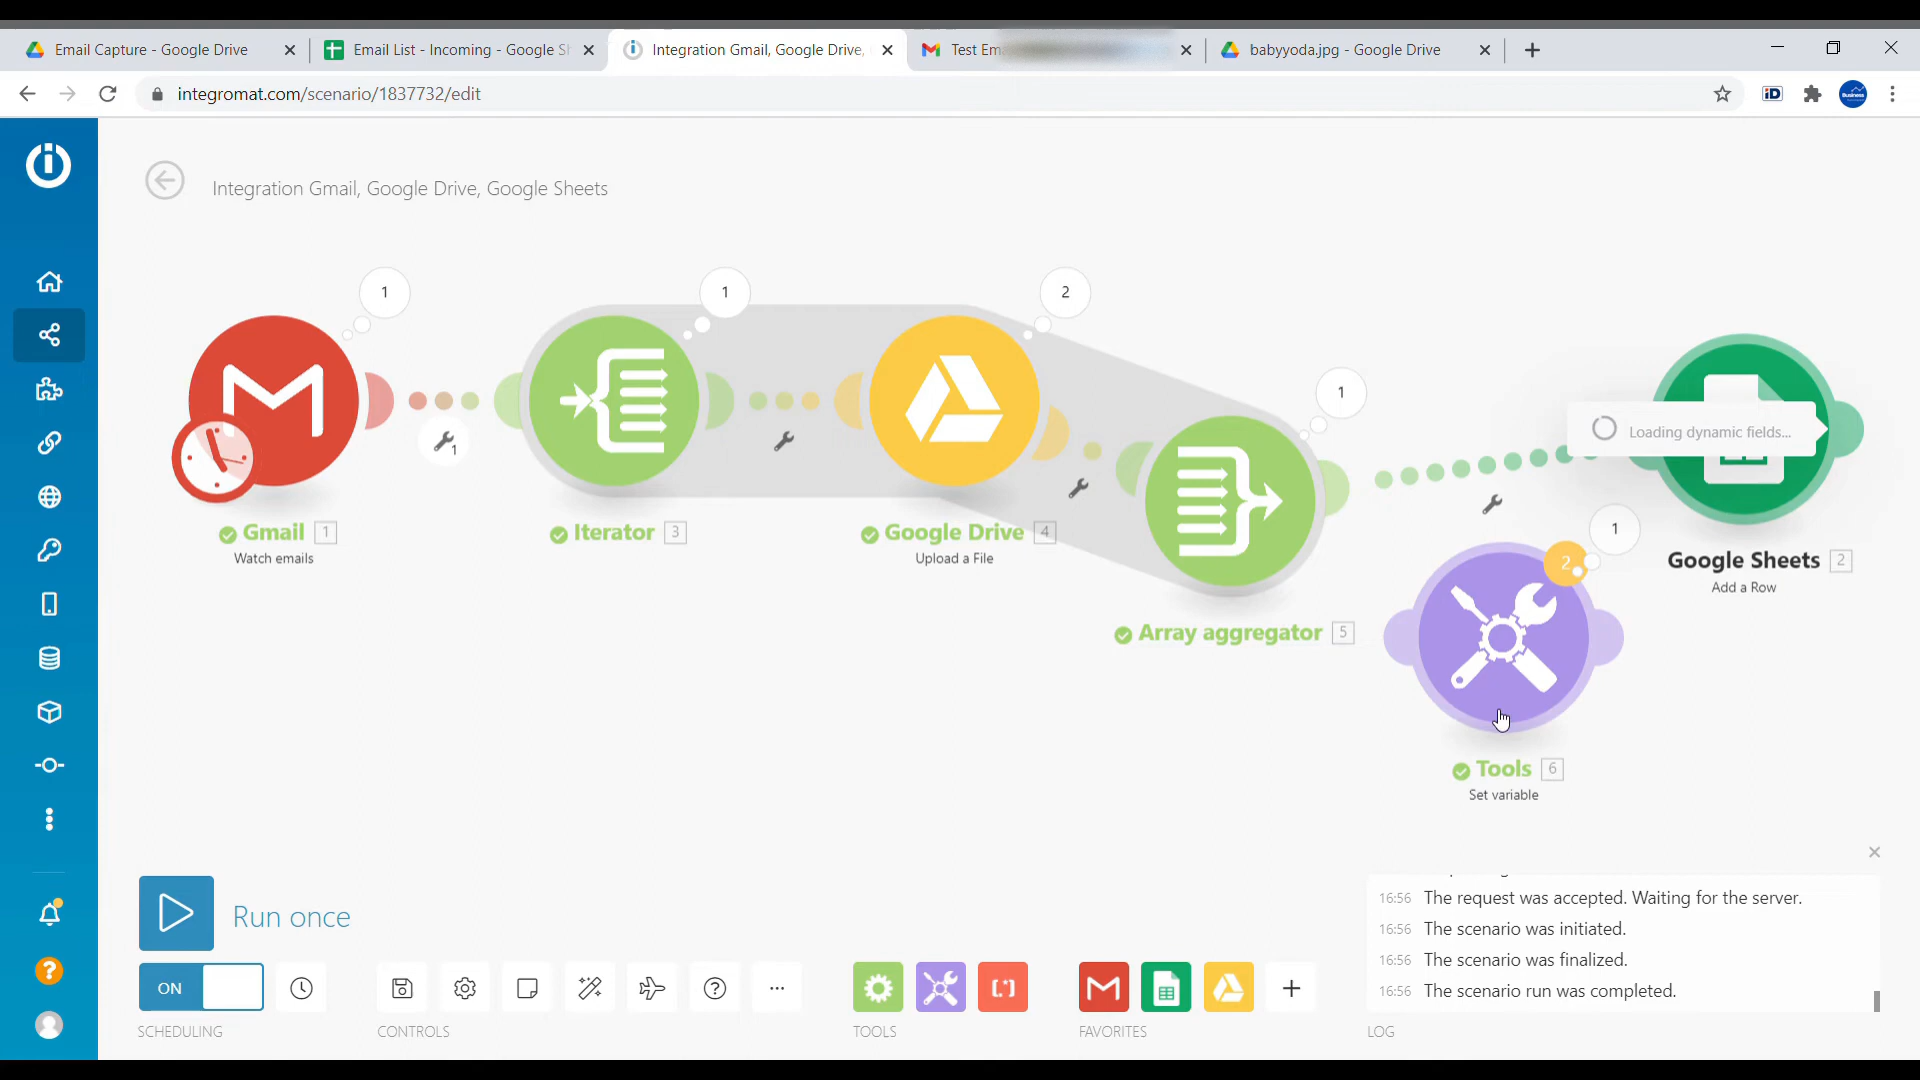 Email Capture - Google Drive
Email List - Incoming - Google Sh
Integration Gmail, Google Drive,
Test Ema
babyyoda.jpg - Google Drive
integromat.com/scenario/1837732/edit
iD
Business
Integration Gmail, Google Drive, Google Sheets
1
1
2
1
1
2
Loading dynamic fields...
1
Gmail 1
Watch emails
Iterator 3
Google Drive 4
Upload a File
Array aggregator 5
Google Sheets 2
Add a Row
Tools 6
Set variable
Run once
ON
SCHEDULING
CONTROLS
TOOLS
FAVORITES
16:56 The request was accepted. Waiting for the server.
16:56 The scenario was initiated.
16:56 The scenario was finalized.
16:56 The scenario run was completed.
LOG